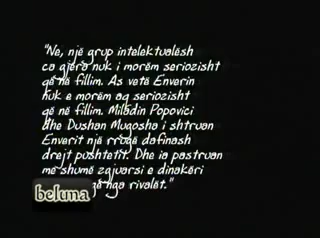 "Ne, një grup intelektualësh
ca gjëra nuk i morëm seriozisht
që në fillim. As vetë Enverin
nuk e morëm aq seriozisht
që në fillim. Miladin Popoviçi
dhe Dushan Mugosha i shtruan
Enverit një rrugë dafinash
drejt pushtetit. Dhe ia pastruan
me shumë zgjuarsi e dinakëri
nga rivalët."
beluna